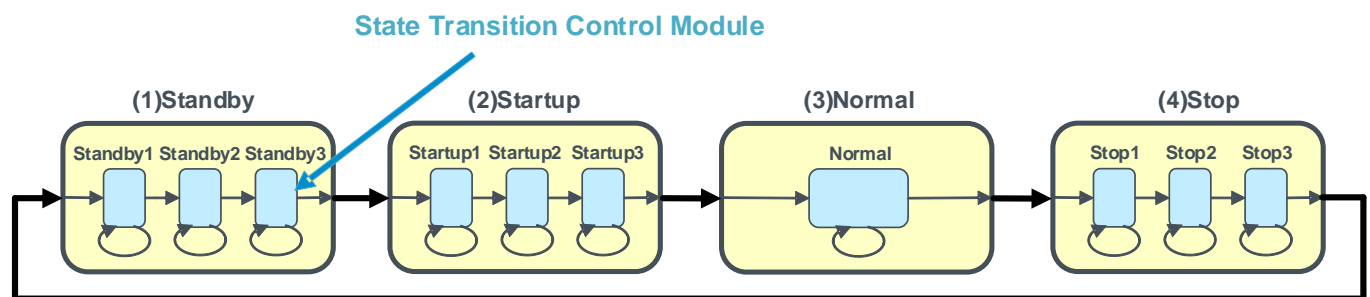 State Transition Control Module
(1)Standby (2)Startup (3)Normal (4)Stop
Standby1 Standby2 Standby3 Startup1 Startup2 Startup3 Normal Stop1 Stop2 Stop3